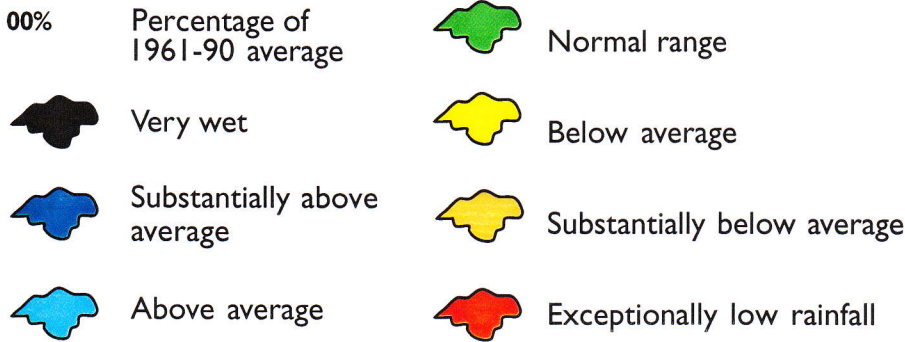 00%
Percentage of
1961-90 average
Very wet
Substantially above
average
Above average
Normal range
Below average
Substantially below average
Exceptionally low rainfall